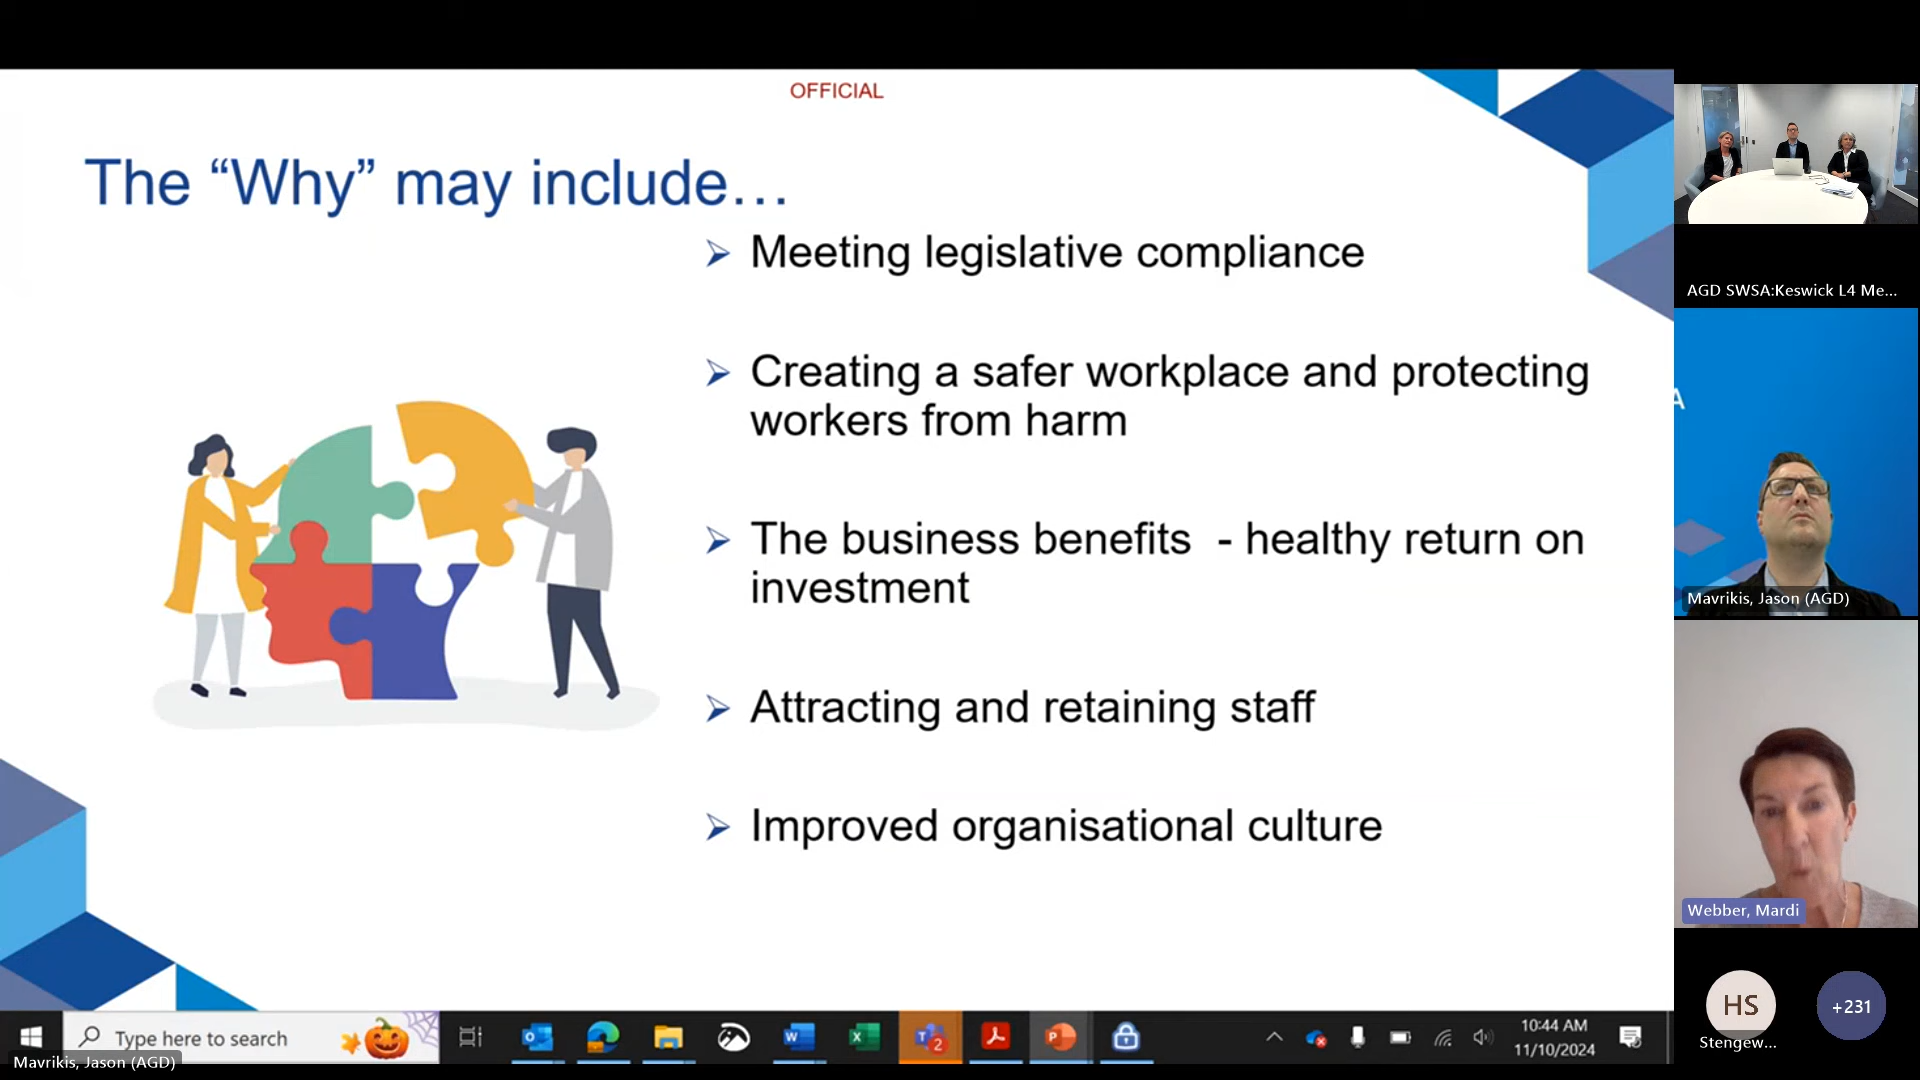 OFFICIAL
The “Why” may include…
➢ Meeting legislative compliance
➢ Creating a safer workplace and protecting
workers from harm
➢ The business benefits  - healthy return on
investment
➢ Attracting and retaining staff
➢ Improved organisational culture
AGD SWSA:Keswick L4 Me...
A
Mavrikis, Jason (AGD)
Webber, Mardi
HS
+231
Stengew...
Type here to search
2
10:44 AM
11/10/2024
Mavrikis, Jason (AGD)